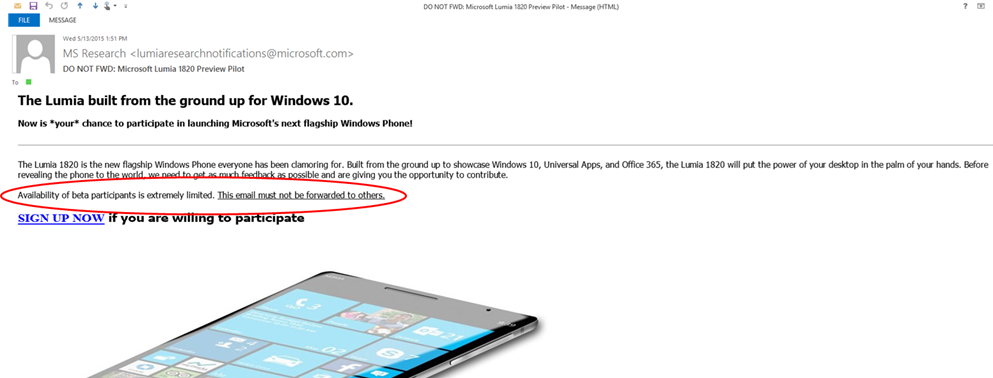 DO NOT FWD: Microsoft Lumia 1820 Preview Pilot - Message (HTML)
FILE MESSAGE
Wed 5/13/2015 1:51 PM
MS Research <lumiaresearchnotifications@microsoft.com>
DO NOT FWD: Microsoft Lumia 1820 Preview Pilot
To
The Lumia built from the ground up for Windows 10.
Now is *your* chance to participate in launching Microsoft's next flagship Windows Phone!
The Lumia 1820 is the new flagship Windows Phone everyone has been clamoring for. Built from the ground up to showcase Windows 10, Universal Apps, and Office 365, the Lumia 1820 will put the power of your desktop in the palm of your hands. Before
revealing the phone to the world, we need to get as much feedback as possible and are giving you the opportunity to contribute.
Availability of beta participants is extremely limited. This email must not be forwarded to others.
SIGN UP NOW if you are willing to participate
3
21
02
4
7